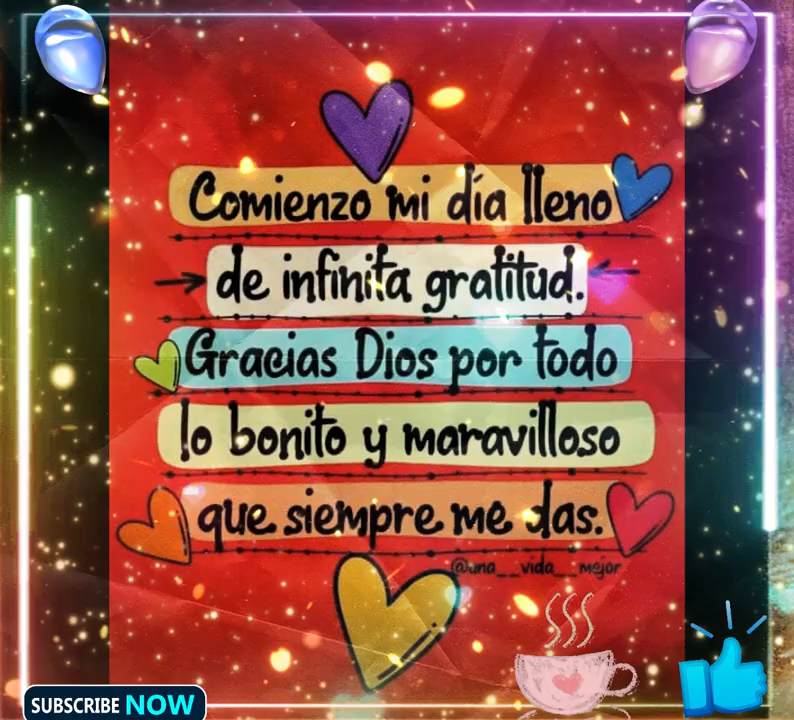 Comienzo mi día lleno
de infinita gratitud.
Gracias Dios por todo
lo bonito y maravilloso
que siempre me das.
@una__vida__mejor
SUBSCRIBE NOW